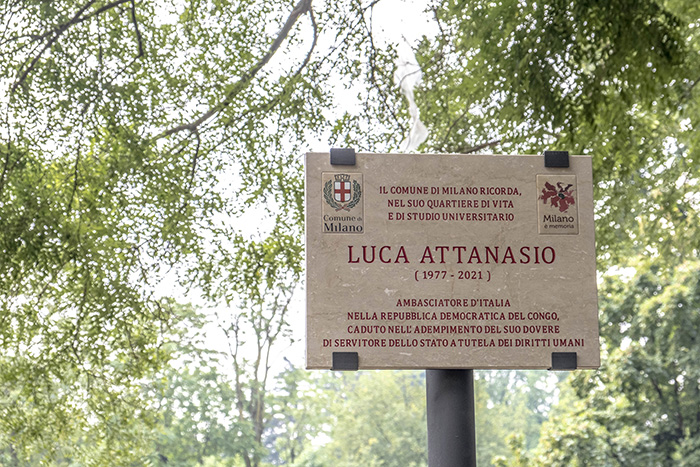 IL COMUNE DI MILANO RICORDA,
NEL SUO QUARTIERE DI VITA
E DI STUDIO UNIVERSITARIO
Comune di
Milano
Milano
è memoria
LUCA ATTANASIO
( 1977 - 2021 )
AMBASCIATORE D'ITALIA
NELLA REPUBBLICA DEMOCRATICA DEL CONGO,
CADUTO NELL' ADEMPIMENTO DEL SUO DOVERE
DI SERVITORE DELLO STATO A TUTELA DEI DIRITTI UMANI